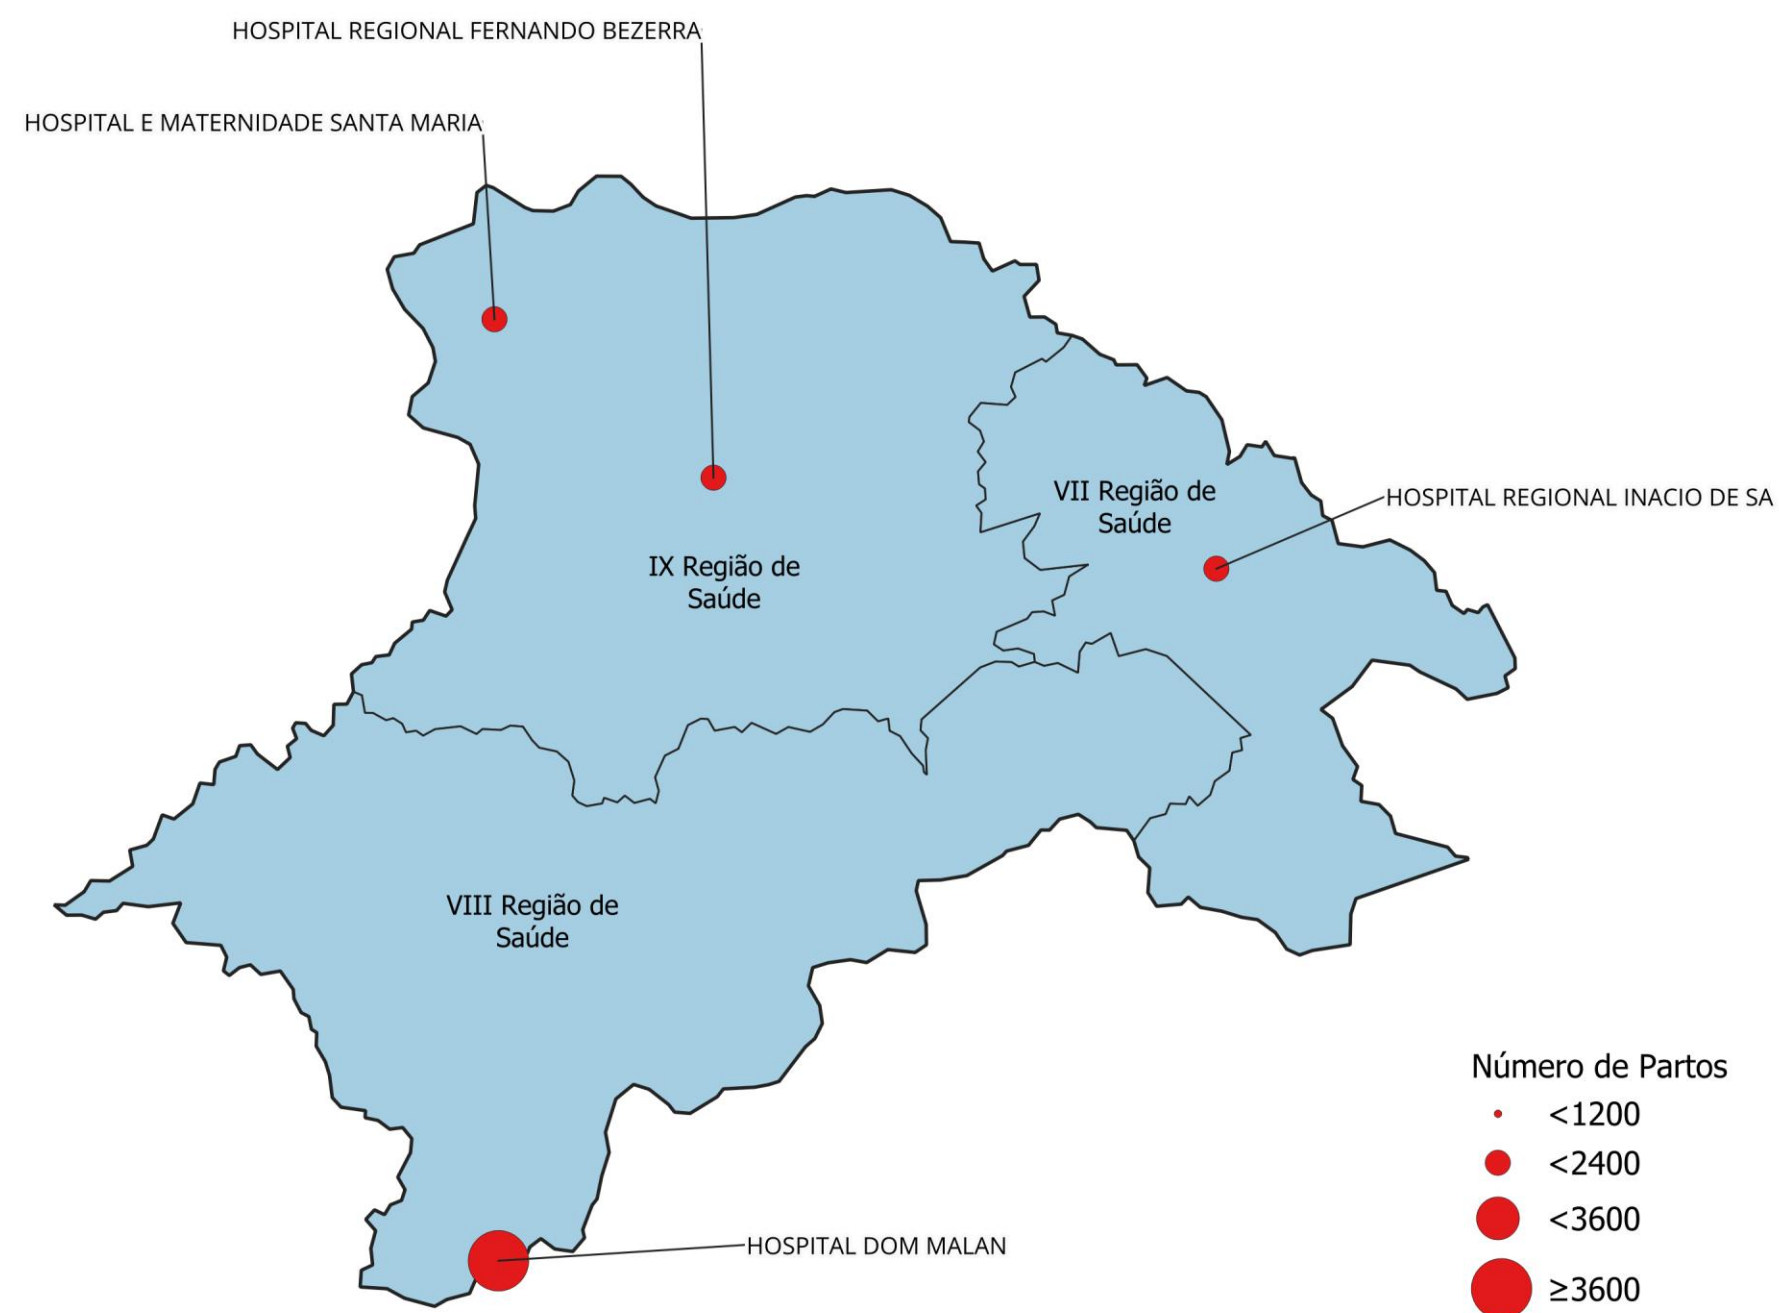 HOSPITAL REGIONAL FERNANDO BEZERRA
HOSPITAL E MATERNIDADE SANTA MARIA
VII Região de
Saúde
HOSPITAL REGIONAL INACIO DE SA
IX Região de
Saúde
VIII Região de
Saúde
HOSPITAL DOM MALAN
Número de Partos
<1200
<2400
<3600
≥3600